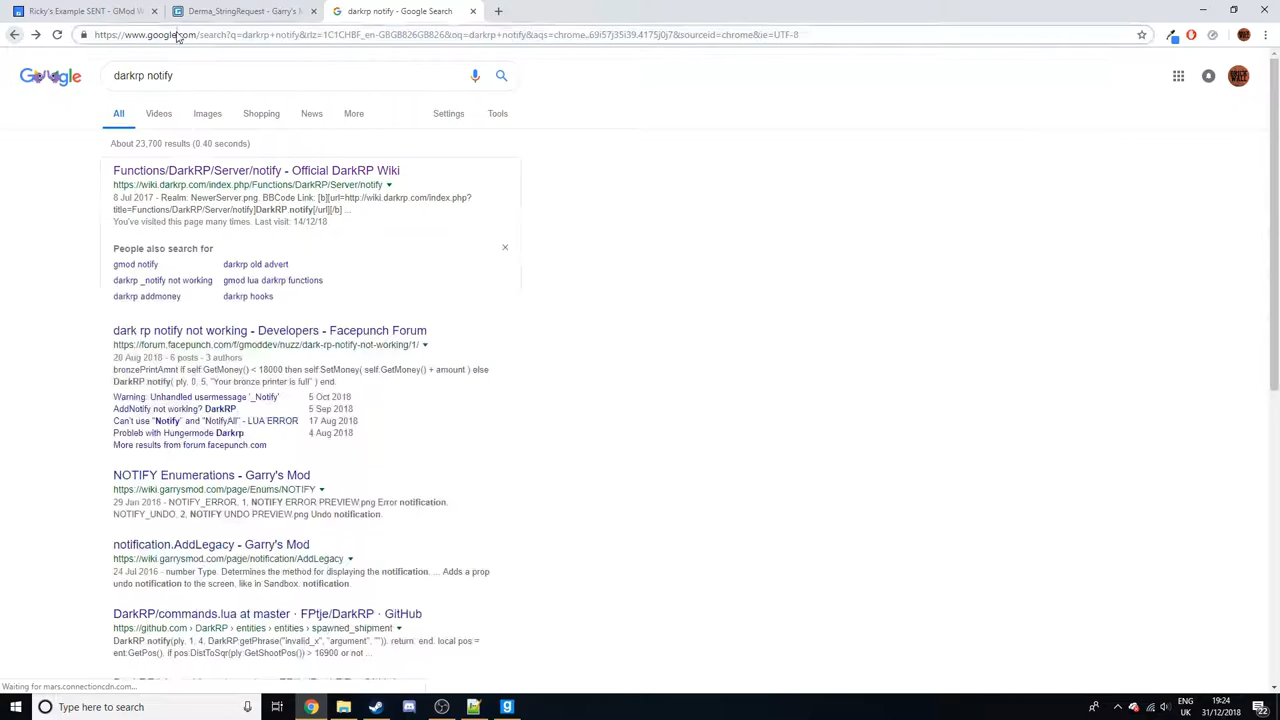 Ricky's Example SENT - GMod W
Derma_StringRequest - Garry's M
darkrp notify - Google Search
https://www.google.com/search?q=darkrp+notify&rlz=1C1CHBF_en-GBGB826GB826&oq=darkrp+notify&aqs=chrome..69i57j35i39.4175j0j7&sourceid=chrome&ie=UTF-8
Google
darkrp notify
All
Videos
Images
Shopping
News
More
Settings
Tools
About 23,700 results (0.40 seconds)
Functions/DarkRP/Server/notify - Official DarkRP Wiki
https://wiki.darkrp.com/index.php/Functions/DarkRP/Server/notify
8 Jul 2017 - Realm: NewerServer.png. BBCode Link: [b][url=http://wiki.darkrp.com/index.php?
title=Functions/DarkRP/Server/notify]DarkRP.notify[/url][/b] ...
You've visited this page many times. Last visit: 14/12/18
People also search for
gmod notify
darkrp old advert
darkrp _notify not working
gmod lua darkrp functions
darkrp addmoney
darkrp hooks
dark rp notify not working - Developers - Facepunch Forum
https://forum.facepunch.com/f/gmoddev/nuzz/dark-rp-notify-not-working/1/
20 Aug 2018 - 6 posts - 3 authors
bronzePrintAmnt if self:GetMoney() < 18000 then self:SetMoney( self:GetMoney() + amount ) else
DarkRP.notify( ply, 0, 5, "Your bronze printer is full" ) end.
Warning: Unhandled usermessage '_Notify'
5 Oct 2018
AddNotify not working? DarkRP
5 Sep 2018
Can't use "Notify" and "NotifyAll" - LUA ERROR
17 Aug 2018
Probleb with Hungermode Darkrp
4 Aug 2018
More results from forum.facepunch.com
NOTIFY Enumerations - Garry's Mod
https://wiki.garrysmod.com/page/Enums/NOTIFY
29 Jan 2016 - NOTIFY_ERROR, 1, NOTIFY ERROR PREVIEW.png Error notification.
NOTIFY_UNDO, 2, NOTIFY UNDO PREVIEW.png Undo notification.
notification.AddLegacy - Garry's Mod
https://wiki.garrysmod.com/page/notification/AddLegacy
24 Jul 2016 - number Type. Determines the method for displaying the notification. ... Adds a prop
undo notification to the screen, like in Sandbox. notification.
DarkRP/commands.lua at master · FPtje/DarkRP · GitHub
https://github.com › DarkRP › entities › entities › spawned_shipment
DarkRP.notify(ply, 1, 4, DarkRP.getPhrase("invalid_x", "argument", "")). return. end. local pos =
ent:GetPos(). if pos:DistToSqr(ply:GetShootPos()) > 16900 or not ...
Waiting for mars.connectioncdn.com...
Type here to search
ENG
UK
19:24
31/12/2018
22